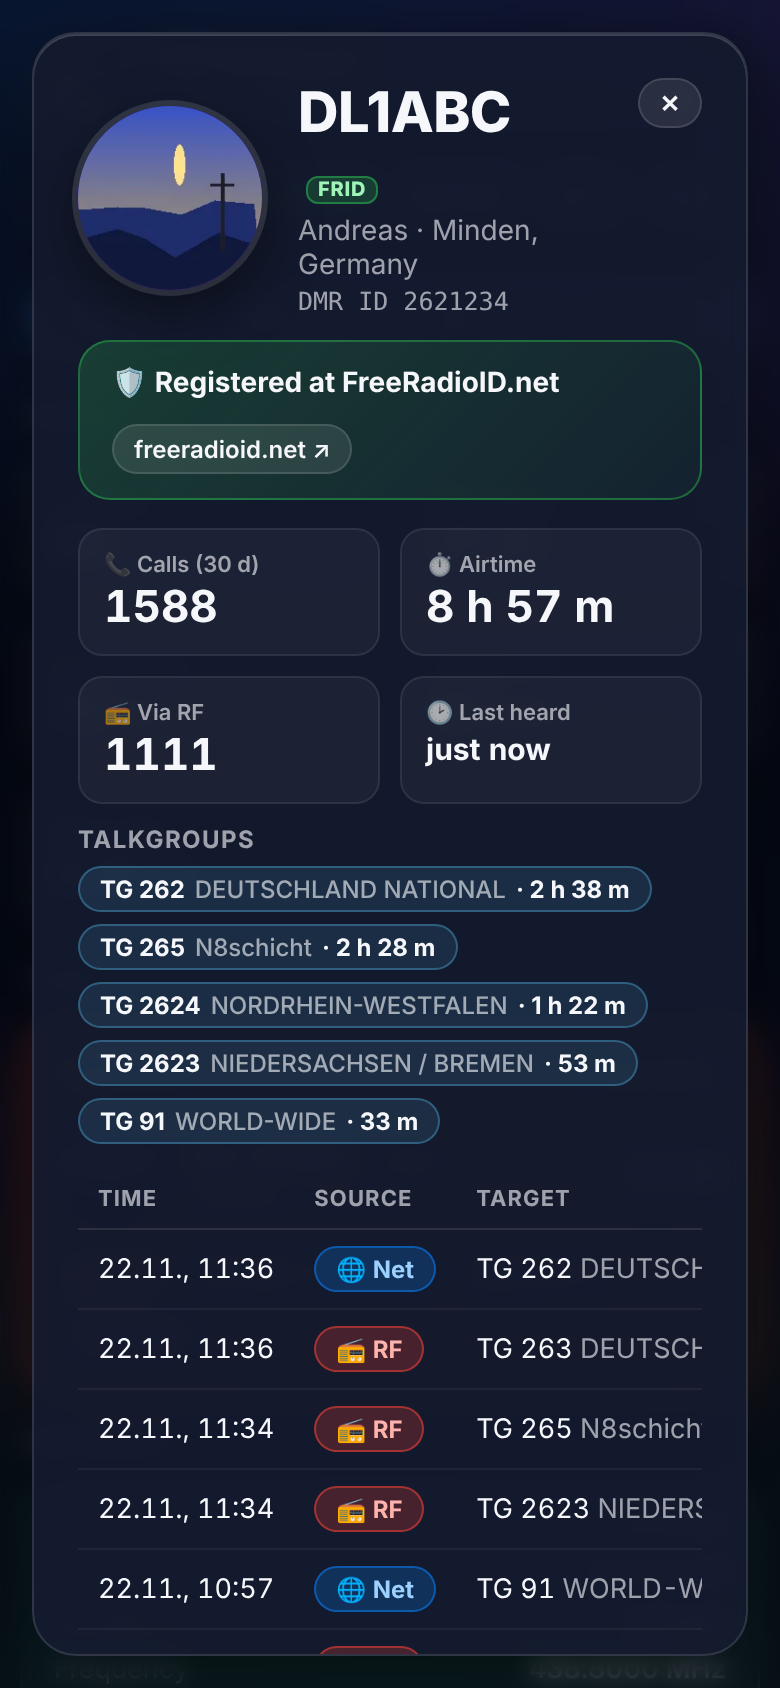 DL1ABC
×
FRID
Andreas · Minden,
Germany
DMR ID 2621234
Registered at FreeRadioID.net
freeradioid.net ↗
Calls (30 d)
1588
Airtime
8 h 57 m
Via RF
1111
Last heard
just now
TALKGROUPS
TG 262 DEUTSCHLAND NATIONAL · 2 h 38 m
TG 265 N8schicht · 2 h 28 m
TG 2624 NORDRHEIN-WESTFALEN · 1 h 22 m
TG 2623 NIEDERSACHSEN / BREMEN · 53 m
TG 91 WORLD-WIDE · 33 m
TIME SOURCE TARGET
22.11., 11:36 Net TG 262 DEUTSCH
22.11., 11:36 RF TG 263 DEUTSCH
22.11., 11:34 RF TG 265 N8schich
22.11., 11:34 RF TG 2623 NIEDERS
22.11., 10:57 Net TG 91 WORLD-W
Frequency